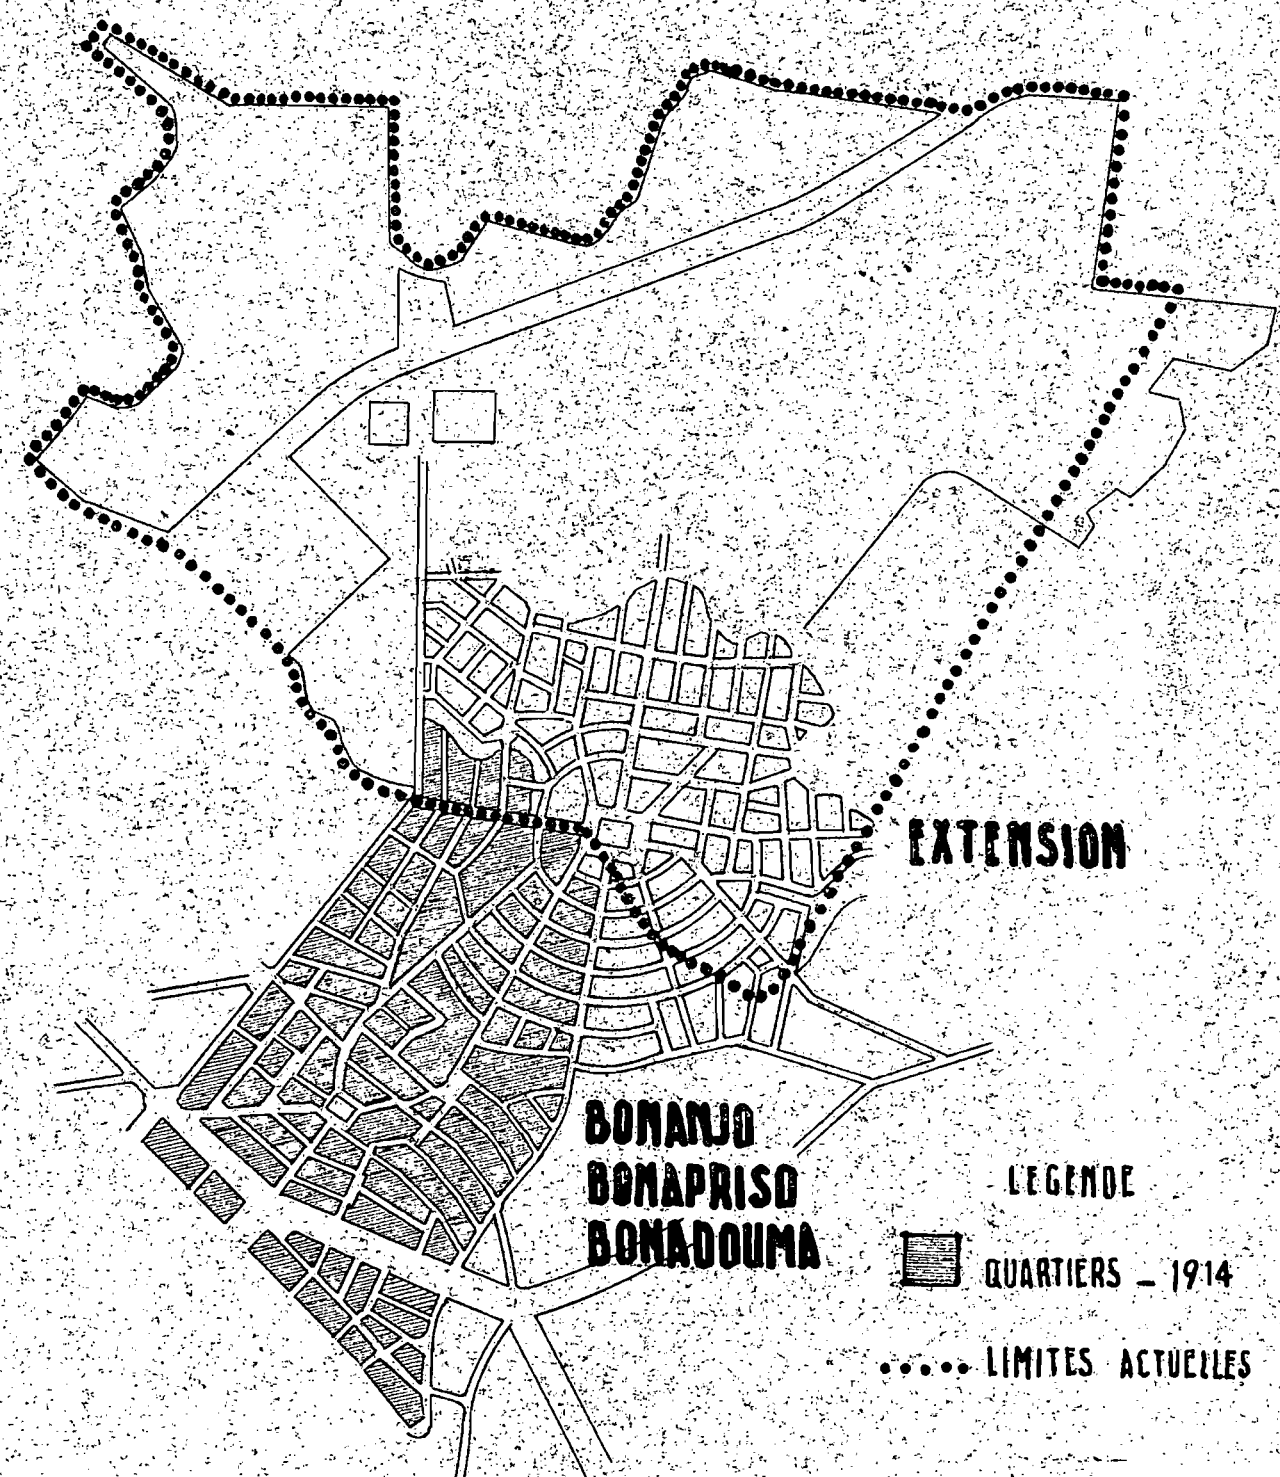 EXTENSION
BONANJO
BONAPRISO
BONADOUMA
LEGENDE
QUARTIERS _ 1914
LIMITES ACTUELLES